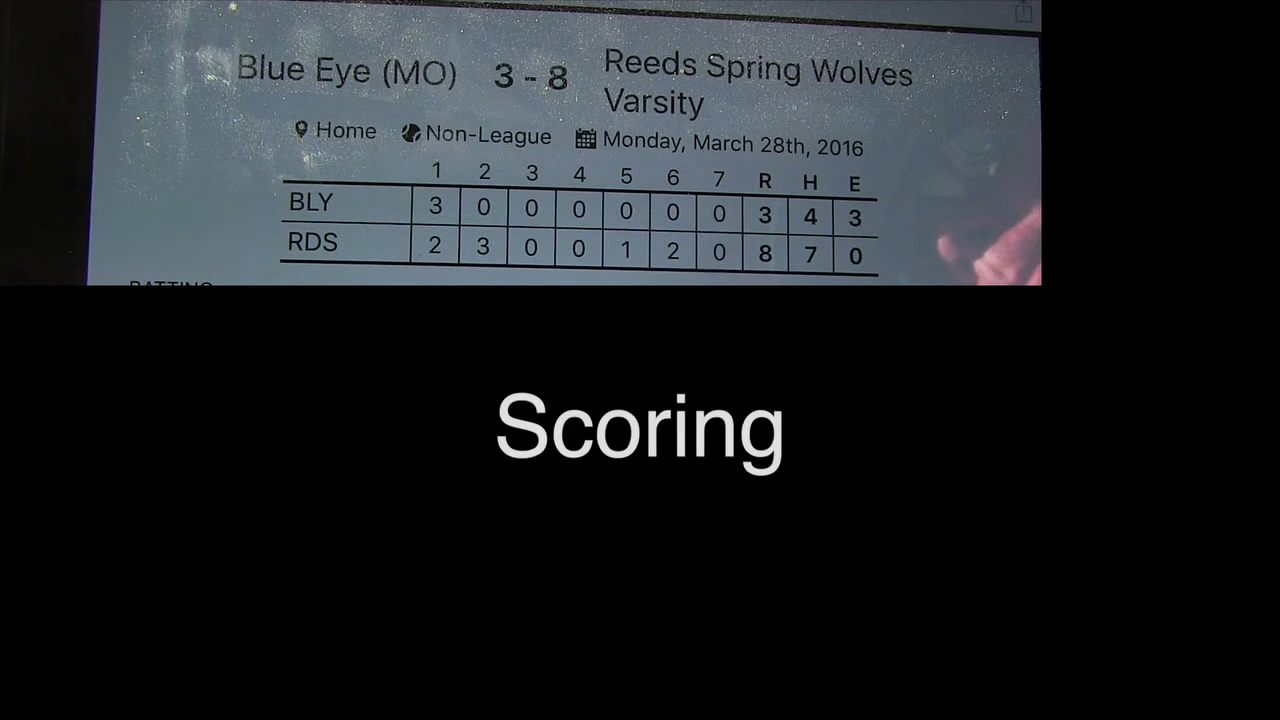 Blue Eye (MO) 3 - 8 Reeds Spring Wolves
Varsity
Home Non-League Monday, March 28th, 2016
1 2 3 4 5 6 7 R H E
BLY 3 0 0 0 0 0 0 3 4 3
RDS 2 3 0 0 1 2 0 8 7 0
BATTING
Scoring